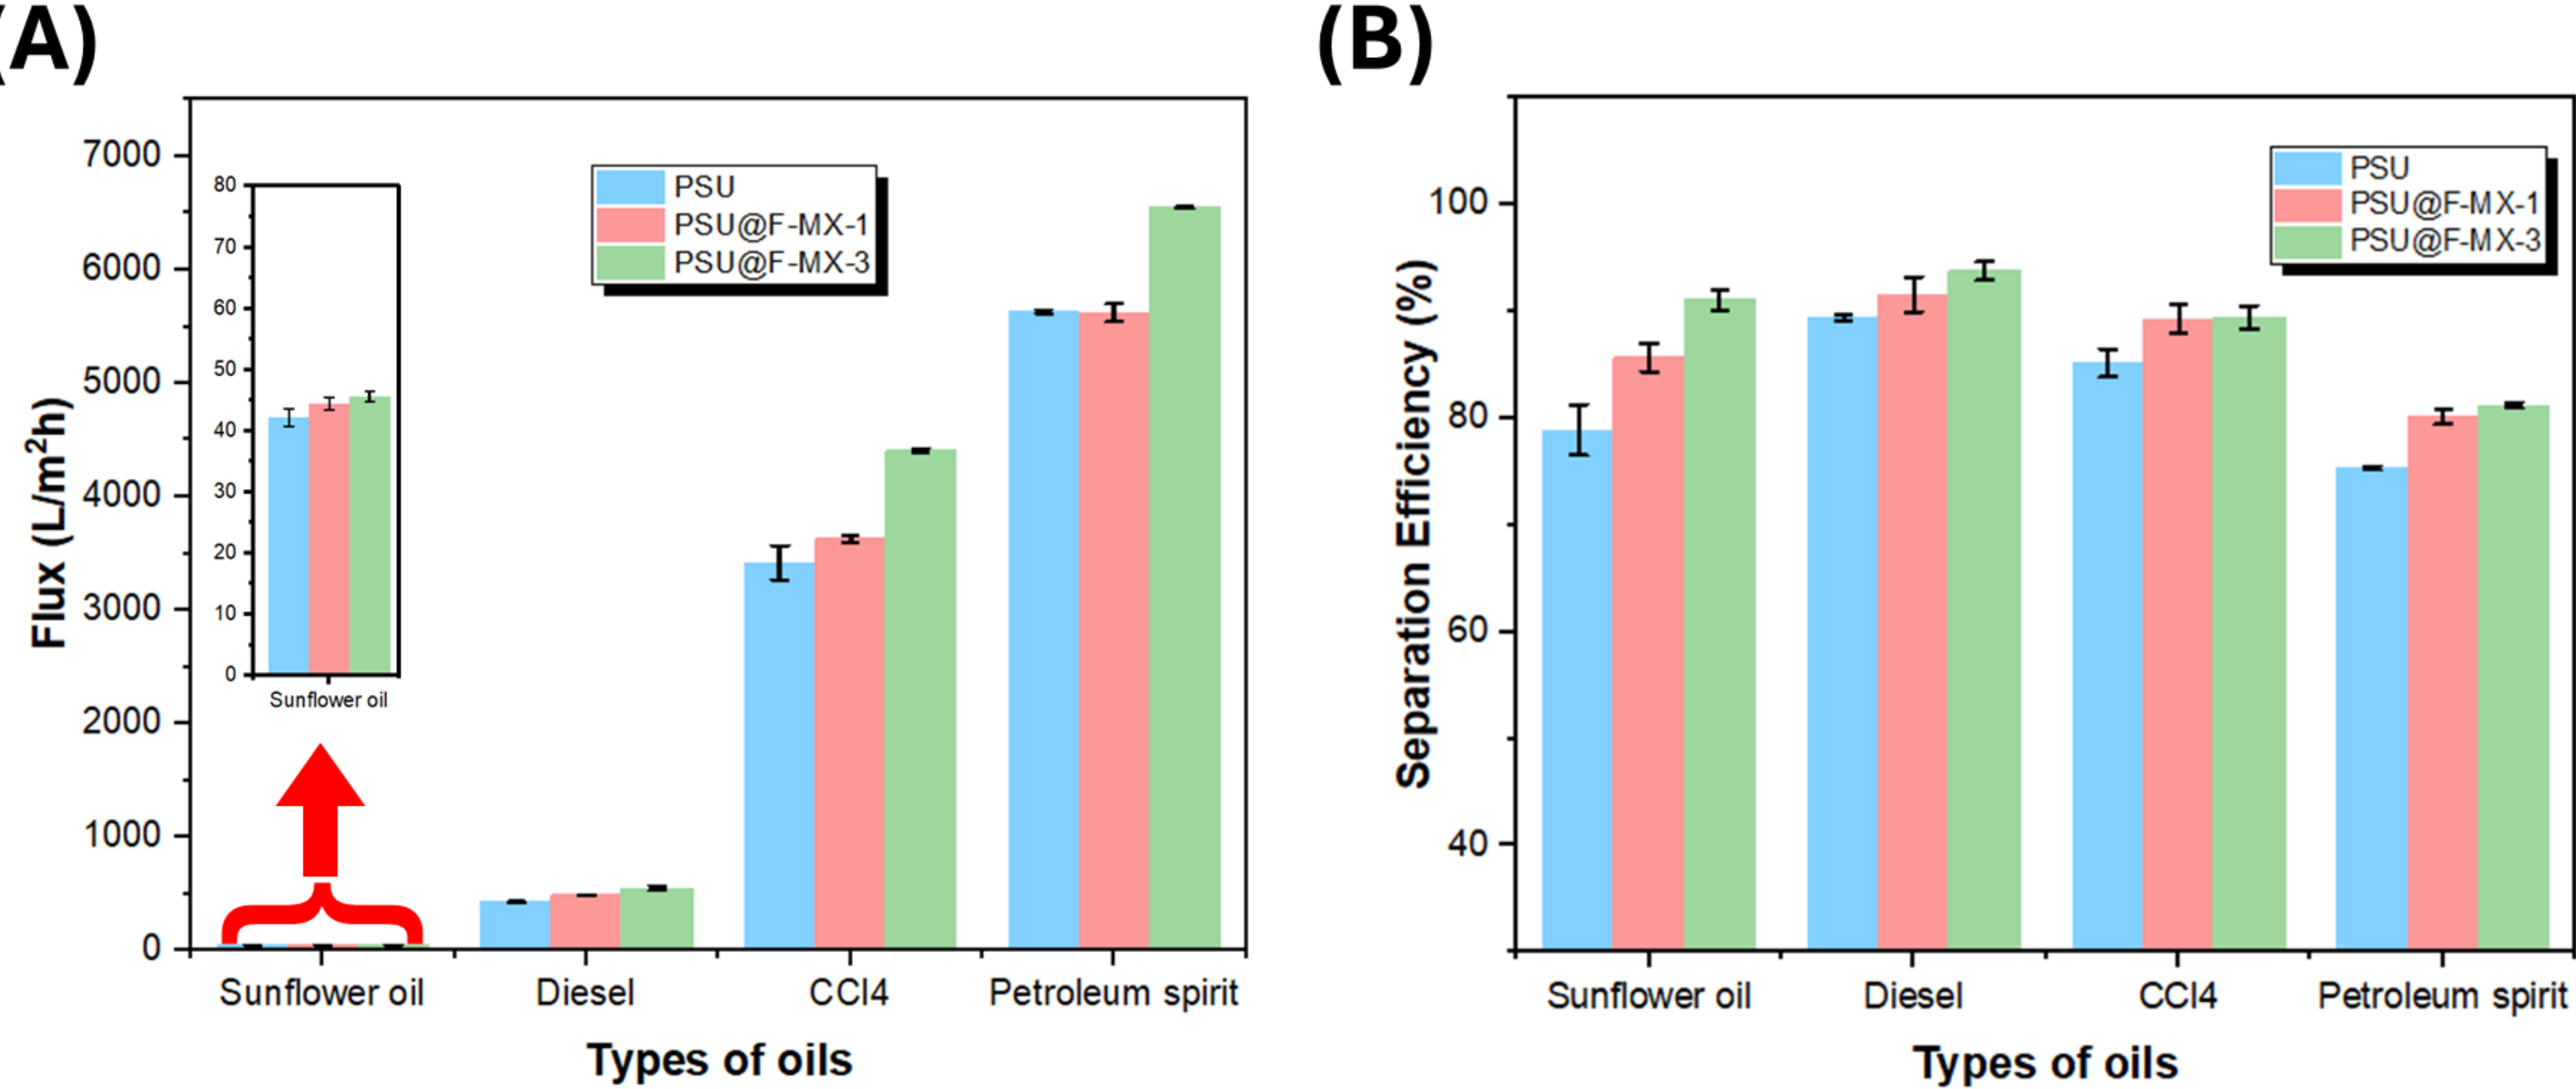 (A)
7000
6000
5000
4000
3000
2000
1000
0
Flux (L/m²h)
80
70
60
50
40
30
20
10
0
Sunflower oil
PSU
PSU@F-MX-1
PSU@F-MX-3
Sunflower oil Diesel CCl4 Petroleum spirit
Types of oils
(B)
100
80
60
40
Separation Efficiency (%)
PSU
PSU@F-MX-1
PSU@F-MX-3
Sunflower oil Diesel CCl4 Petroleum spirit
Types of oils